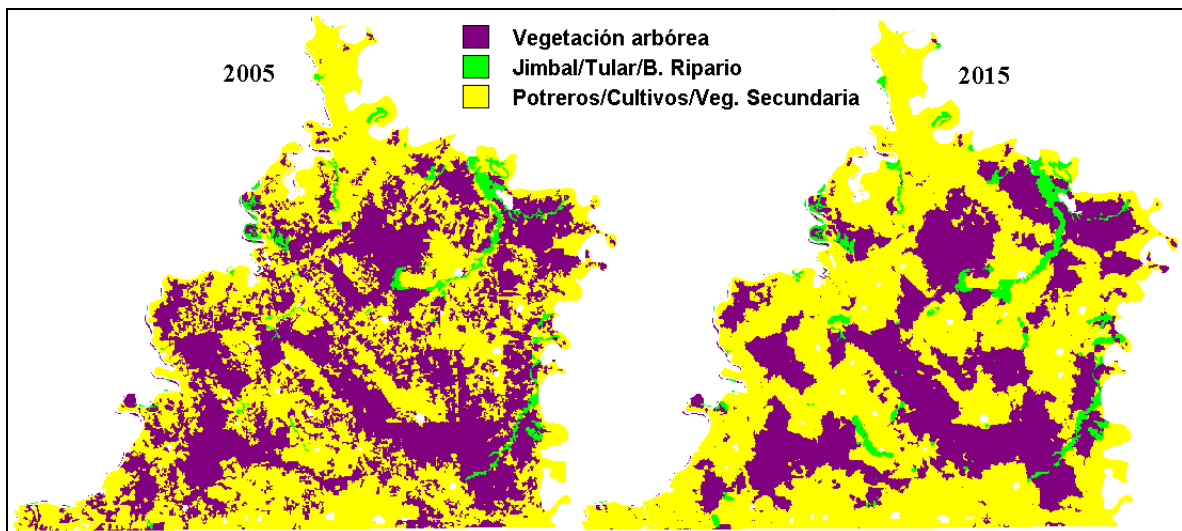 2005
Vegetación arbórea
Jimbal/Tular/B. Ripario
Potreros/Cultivos/Veg. Secundaria
2015